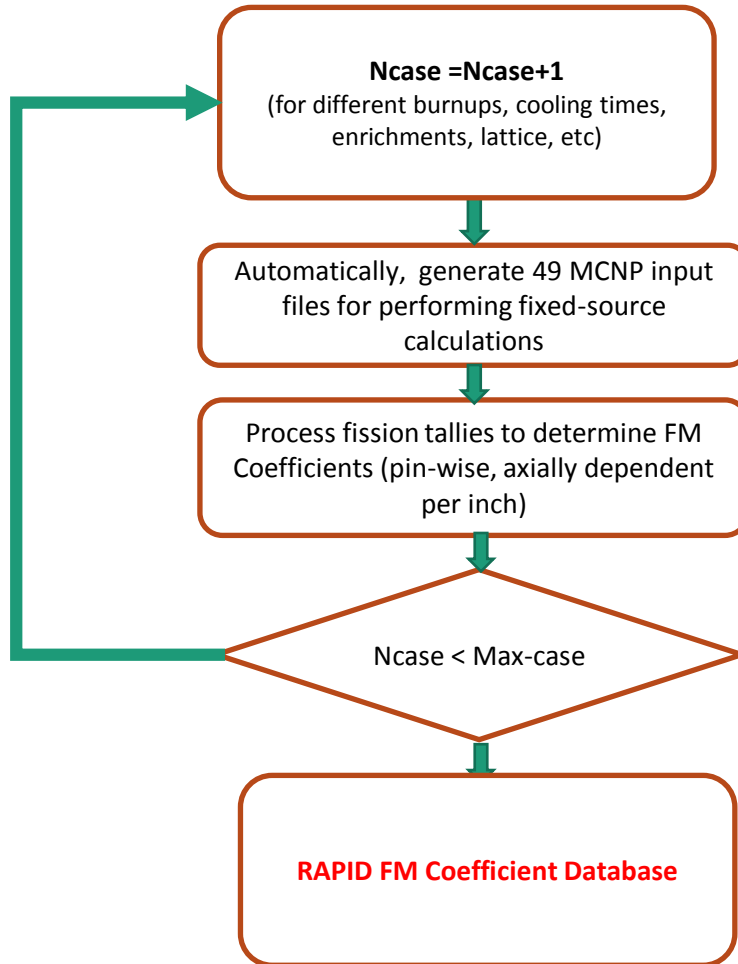 Ncase =Ncase+1
(for different burnups, cooling times,
enrichments, lattice, etc)
Automatically,  generate 49 MCNP input
files for performing fixed-source
calculations
Process fission tallies to determine FM
Coefficients (pin-wise, axially dependent
per inch)
Ncase < Max-case
RAPID FM Coefficient Database